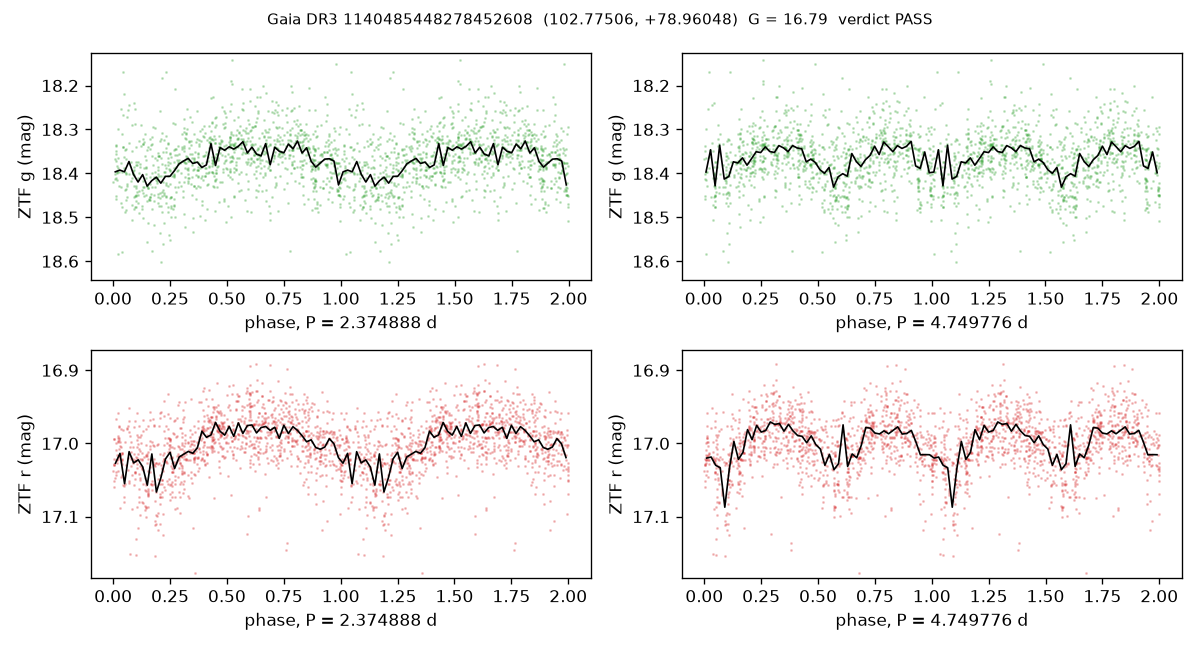 Gaia DR3 1140485448278452608 (102.77506, +78.96048) G = 16.79 verdict PASS
ZTF g (mag)
18.2
18.3
18.4
18.5
18.6
0.00 0.25 0.50 0.75 1.00 1.25 1.50 1.75 2.00
phase, P = 2.374888 d
ZTF g (mag)
18.2
18.3
18.4
18.5
18.6
0.00 0.25 0.50 0.75 1.00 1.25 1.50 1.75 2.00
phase, P = 4.749776 d
ZTF r (mag)
16.9
17.0
17.1
0.00 0.25 0.50 0.75 1.00 1.25 1.50 1.75 2.00
phase, P = 2.374888 d
ZTF r (mag)
16.9
17.0
17.1
0.00 0.25 0.50 0.75 1.00 1.25 1.50 1.75 2.00
phase, P = 4.749776 d